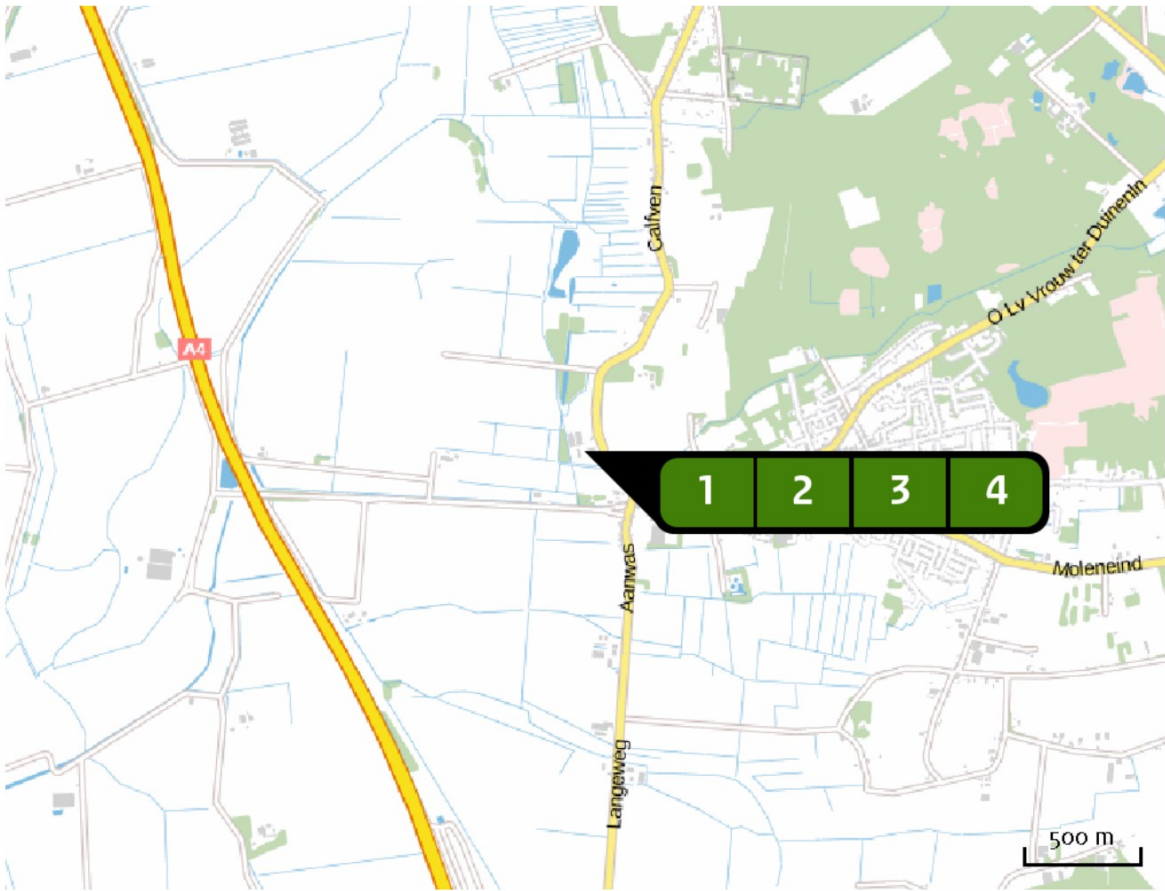 Calfven
O Lv Vrouw ter Duinenln
A4
1 2 3 4
Aanwas
Moleneind
Langeweg
500 m